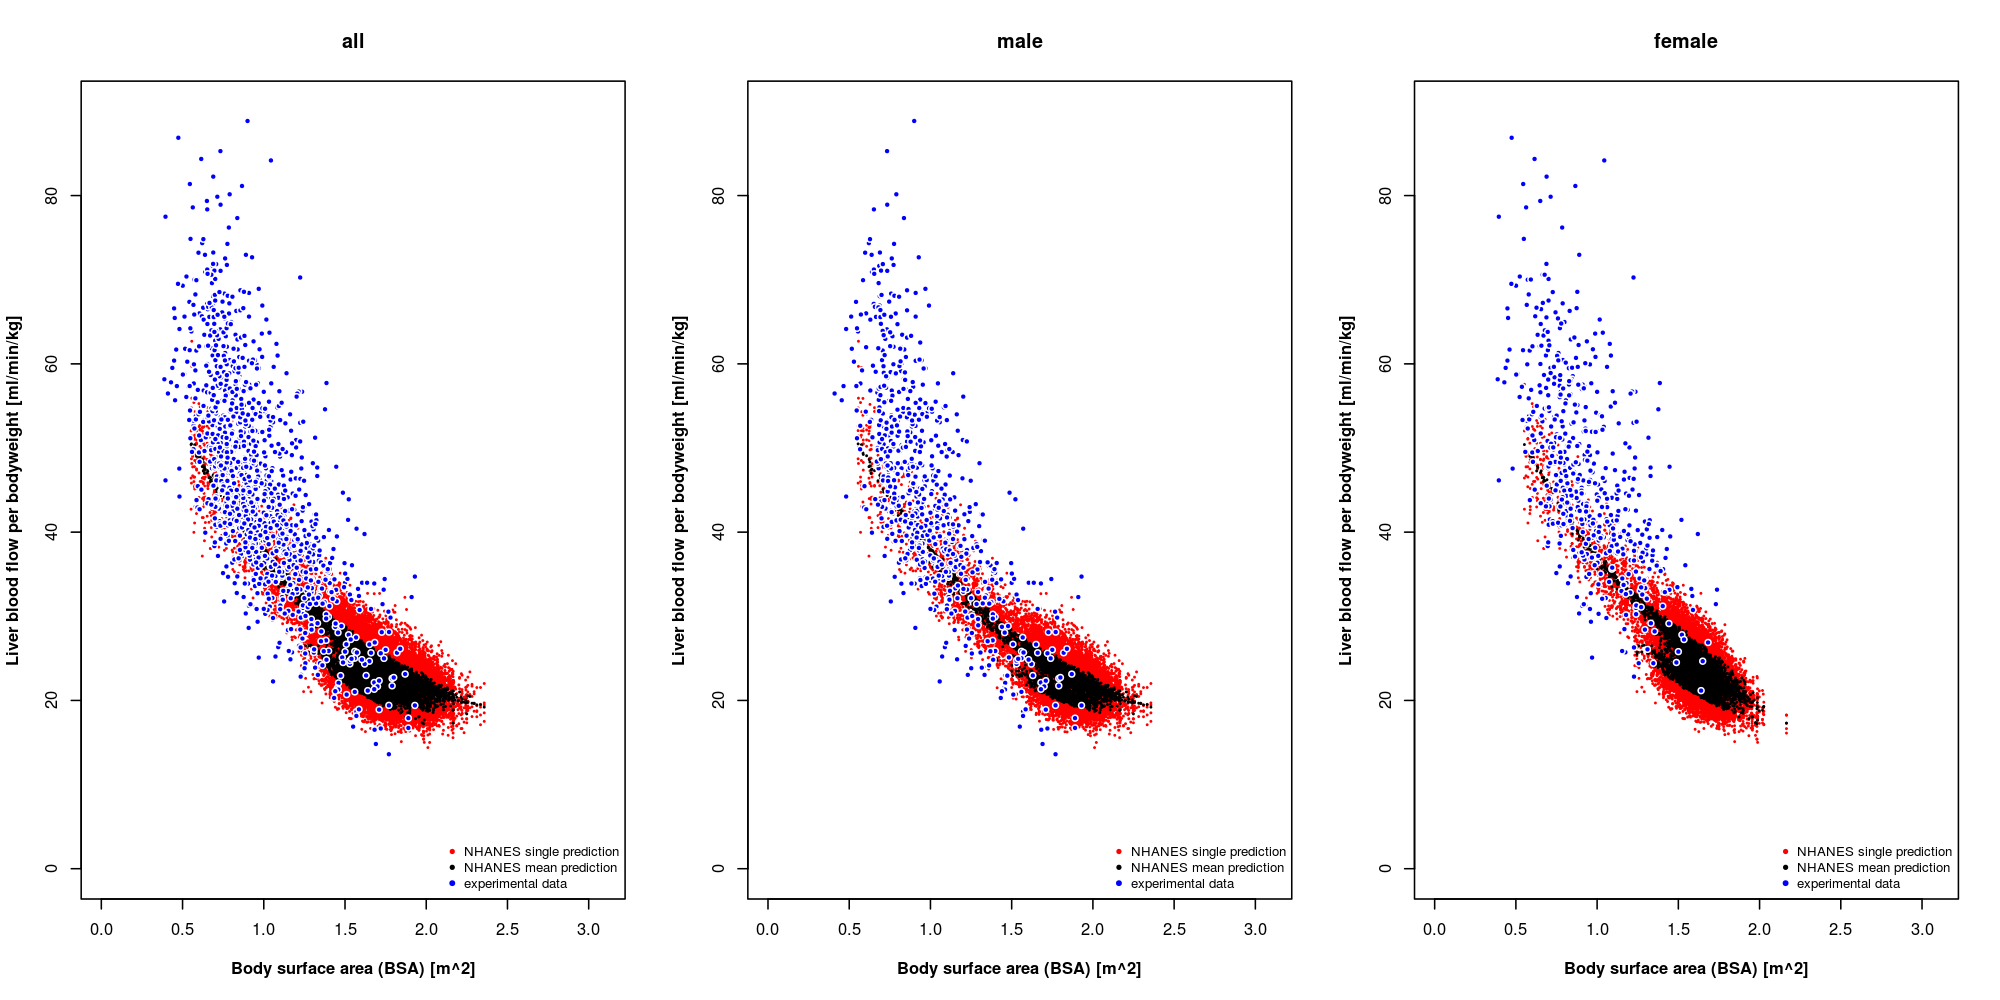 all
Liver blood flow per bodyweight [ml/min/kg]
80
60
40
20
0
NHANES single prediction
NHANES mean prediction
experimental data
0.0 0.5 1.0 1.5 2.0 2.5 3.0
Body surface area (BSA) [m^2]
male
Liver blood flow per bodyweight [ml/min/kg]
80
60
40
20
0
NHANES single prediction
NHANES mean prediction
experimental data
0.0 0.5 1.0 1.5 2.0 2.5 3.0
Body surface area (BSA) [m^2]
female
Liver blood flow per bodyweight [ml/min/kg]
80
60
40
20
0
NHANES single prediction
NHANES mean prediction
experimental data
0.0 0.5 1.0 1.5 2.0 2.5 3.0
Body surface area (BSA) [m^2]